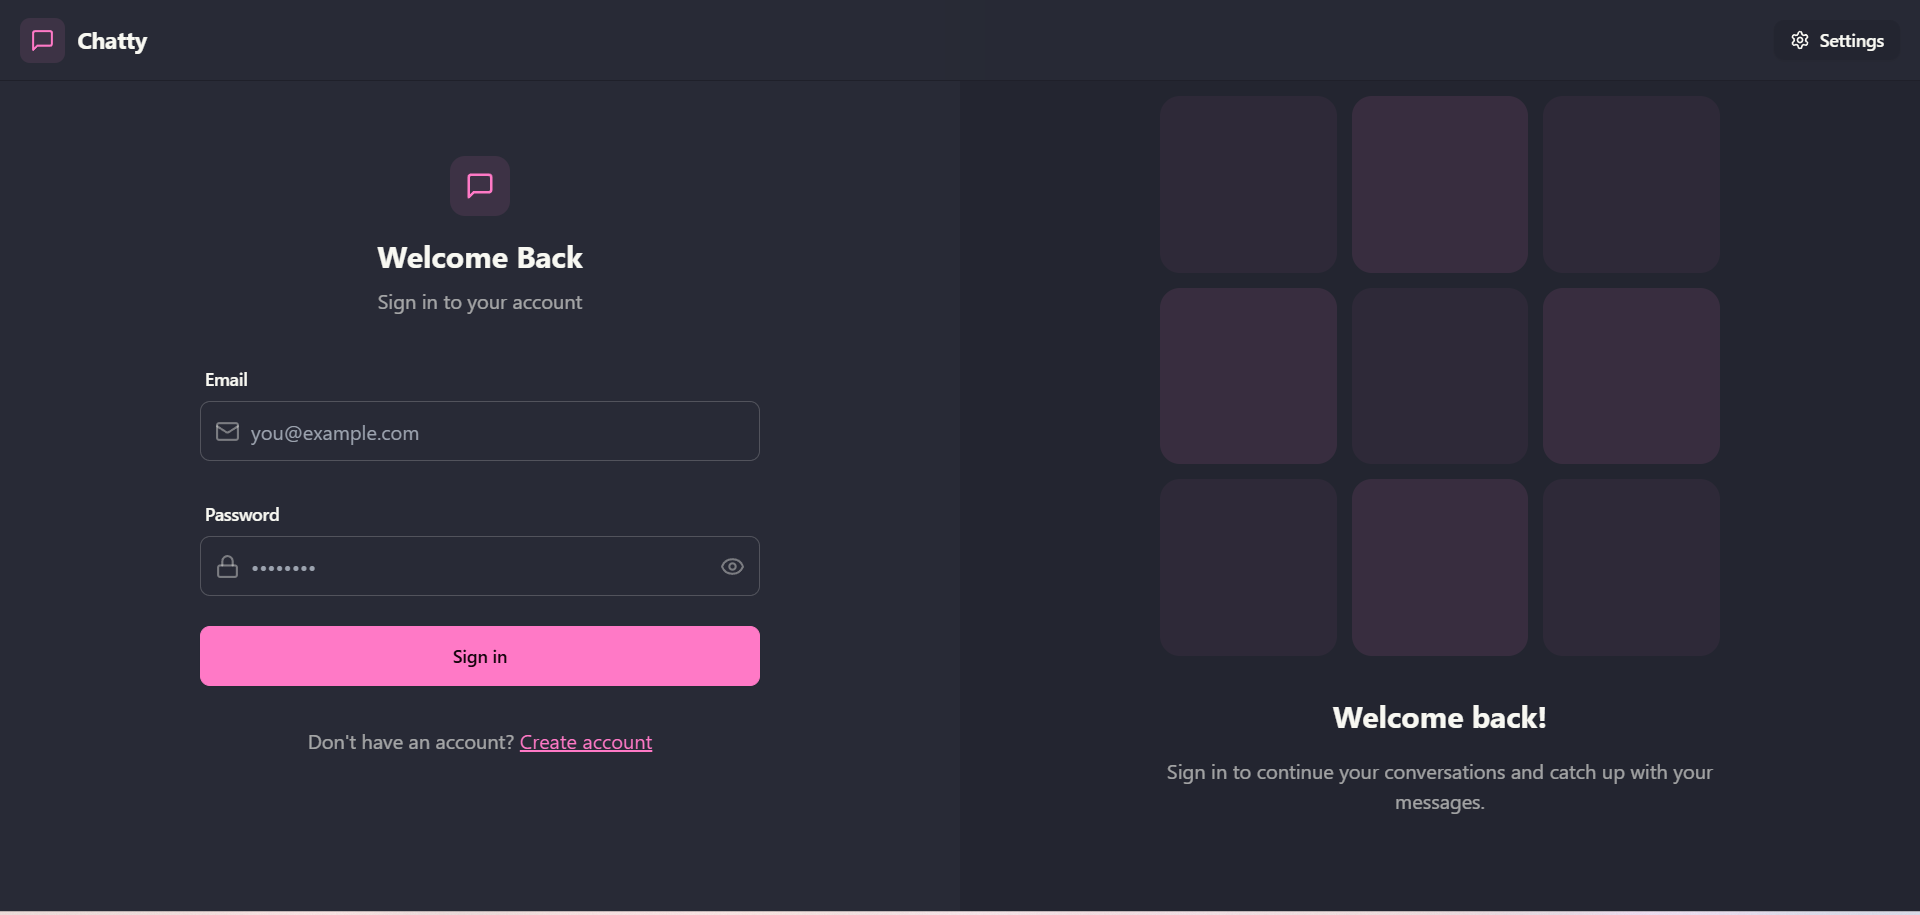 Chatty
Settings
Welcome Back
Sign in to your account
Email
you@example.com
Password
••••••••
Sign in
Don't have an account? Create account
Welcome back!
Sign in to continue your conversations and catch up with your
messages.